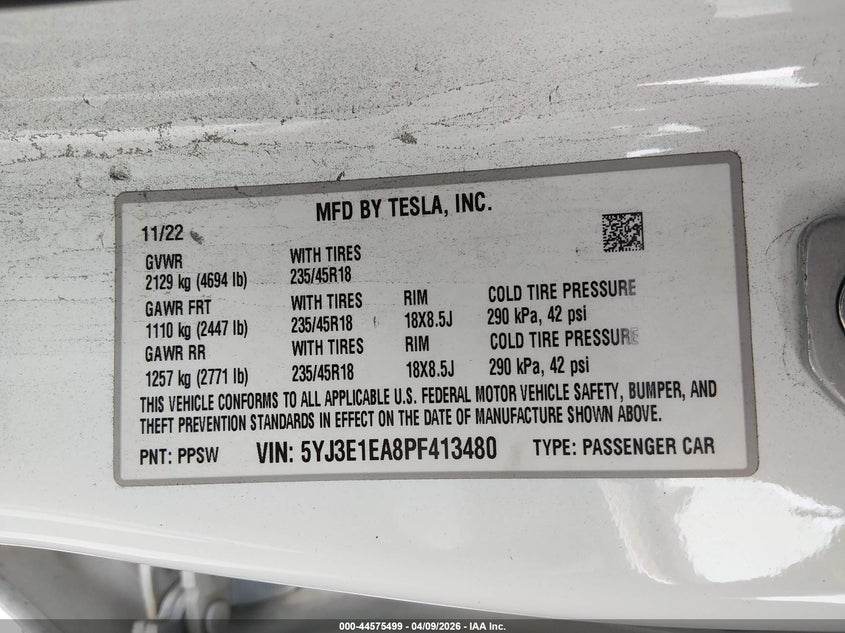 MFD BY TESLA, INC.
11/22
GVWR WITH TIRES
2129 kg (4694 lb) 235/45R18
GAWR FRT WITH TIRES RIM COLD TIRE PRESSURE
1110 kg (2447 lb) 235/45R18 18X8.5J 290 kPa, 42 psi
GAWR RR WITH TIRES RIM COLD TIRE PRESSURE
1257 kg (2771 lb) 235/45R18 18X8.5J 290 kPa, 42 psi
THIS VEHICLE CONFORMS TO ALL APPLICABLE U.S. FEDERAL MOTOR VEHICLE SAFETY, BUMPER, AND
THEFT PREVENTION STANDARDS IN EFFECT ON THE DATE OF MANUFACTURE SHOWN ABOVE.
PNT: PPSW VIN: 5YJ3E1EA8PF413480 TYPE: PASSENGER CAR
000-44575499 - 04/09/2026 - IAA Inc.